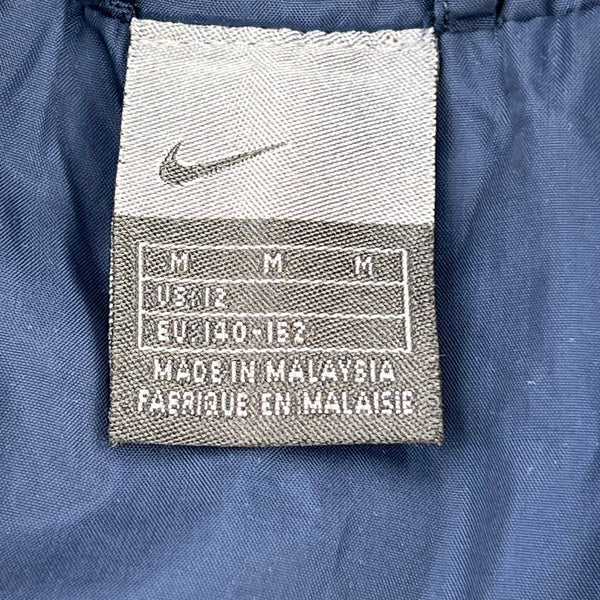 M M M
US:12
EU 140-152
MADE IN MALAYSIA
FABRIQUE EN MALAISIE